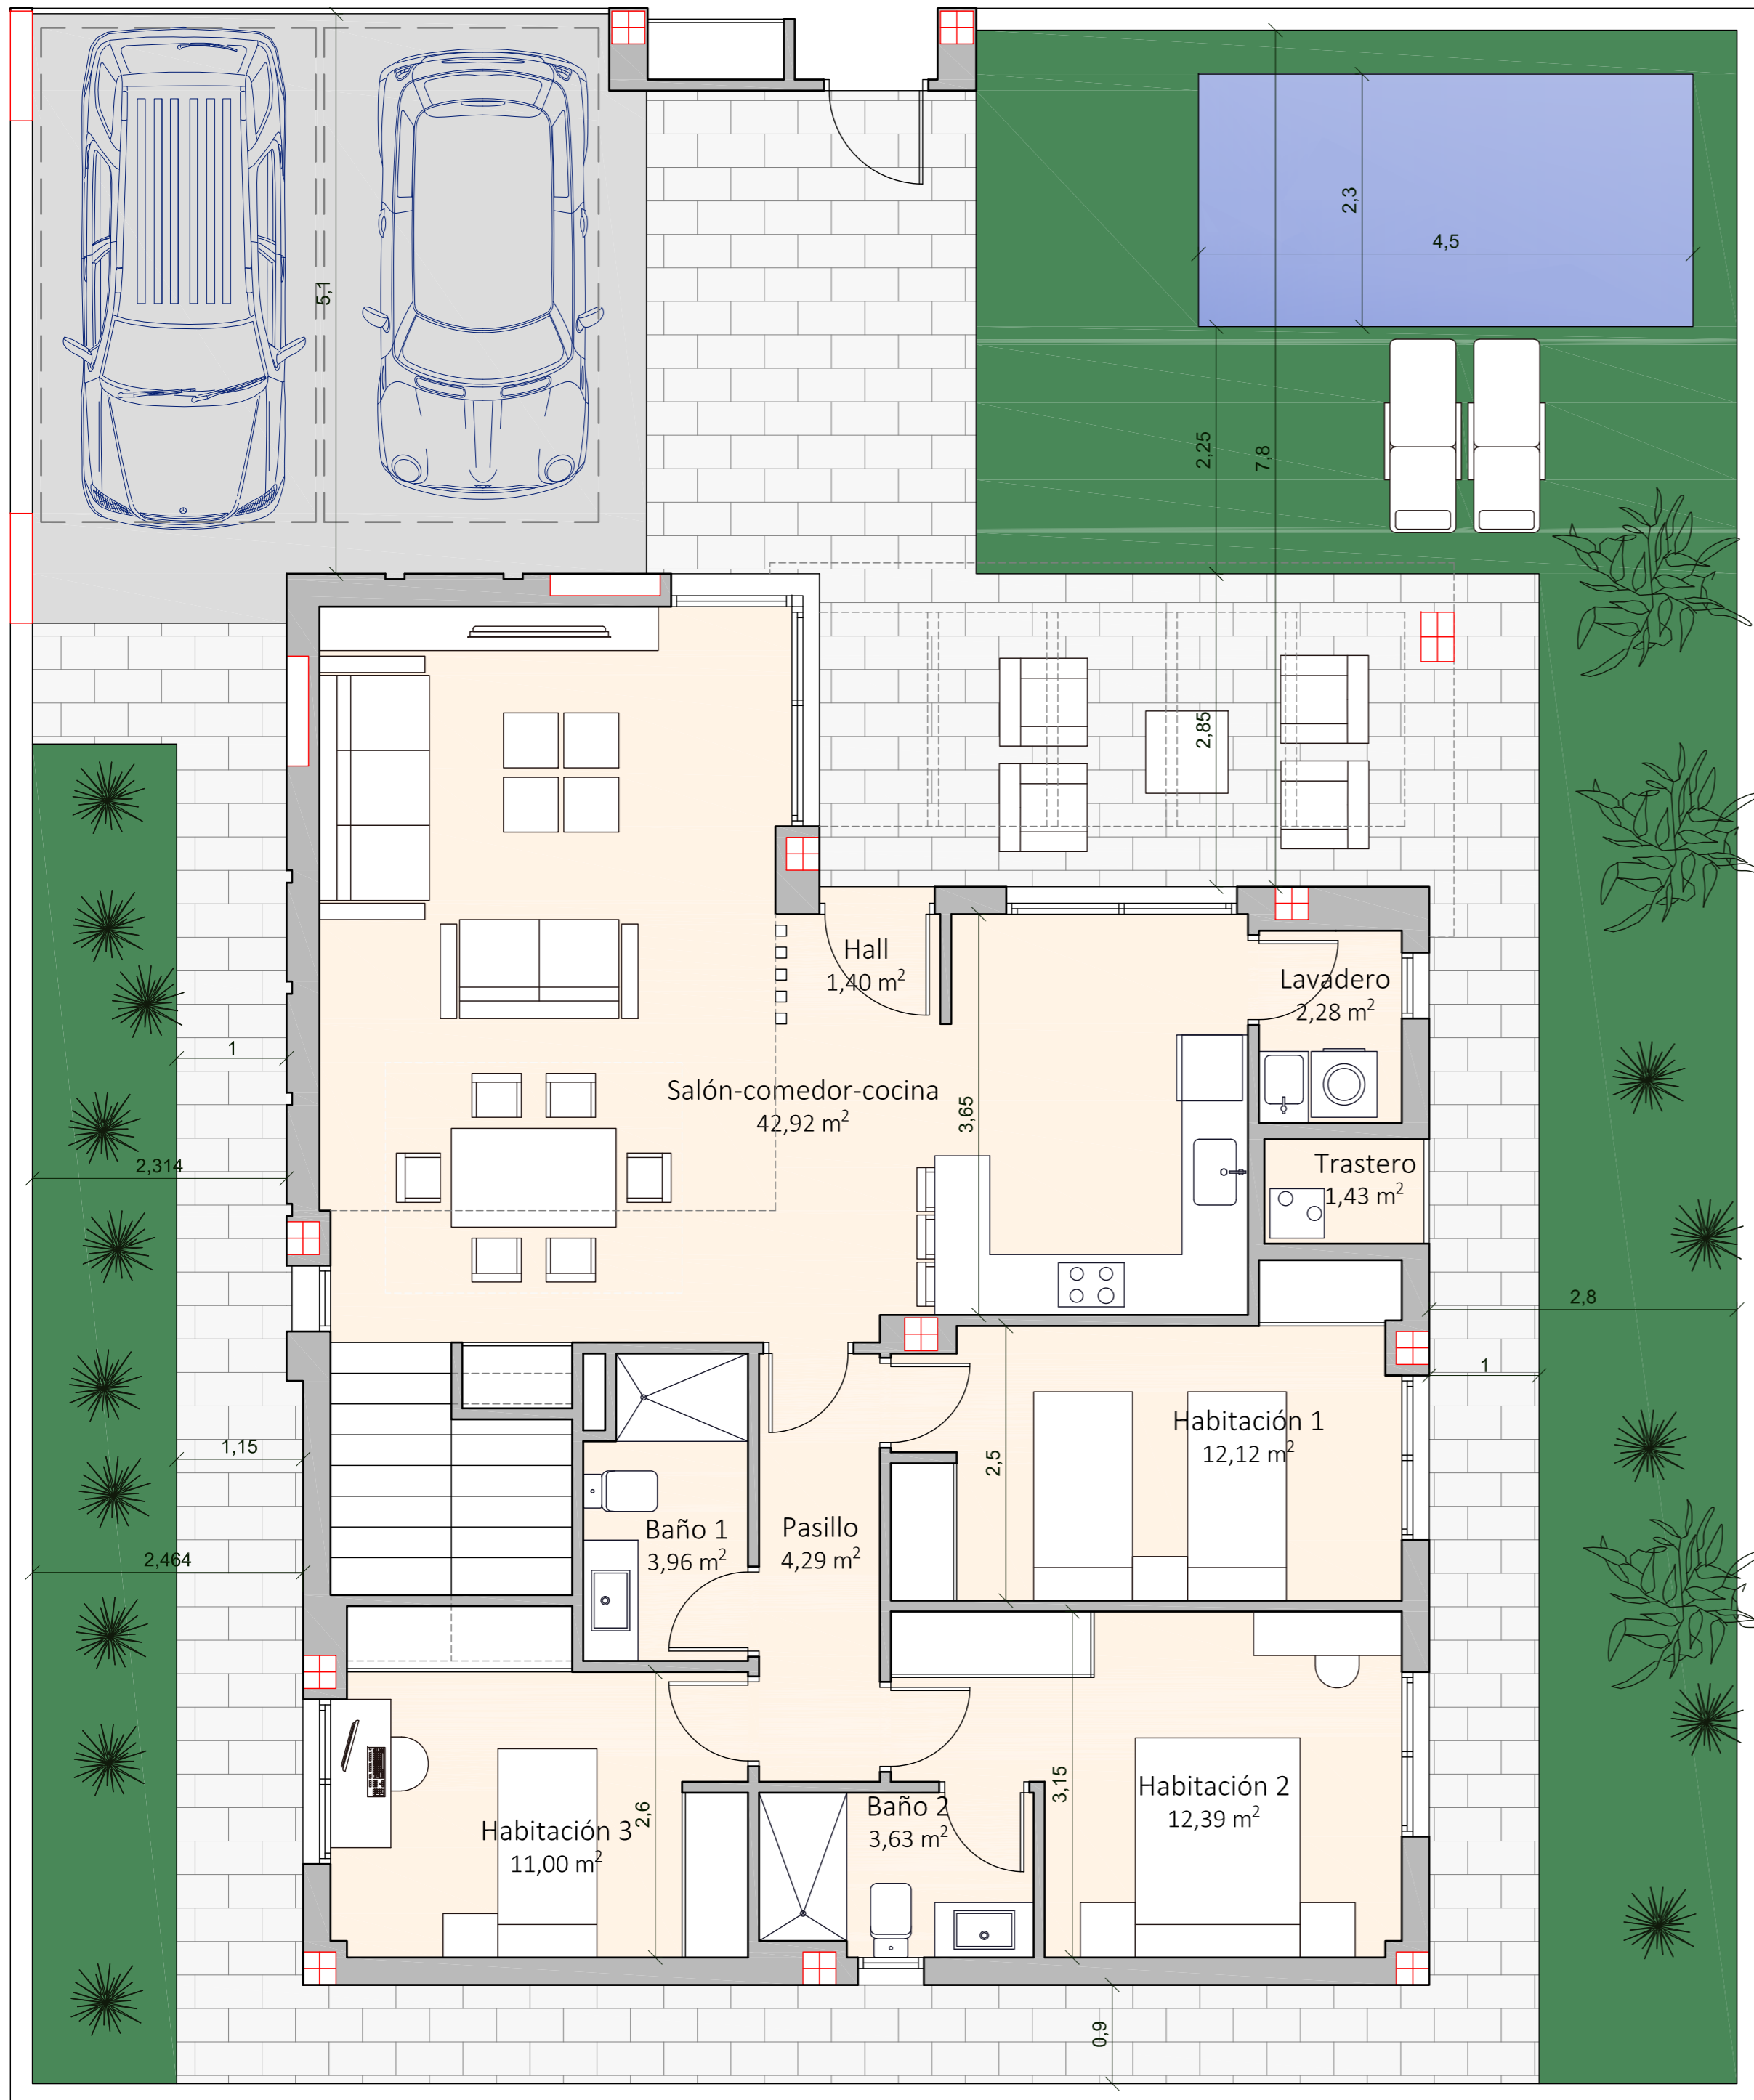 5,1
2,3
4,5
2,25
7,8
2,85
Hall
1,40 m²
Lavadero
2,28 m²
1
Salón-comedor-cocina
42,92 m²
3,65
2,314
Trastero
1,43 m²
2,8
1
Habitación 1
12,12 m²
1,15
2,5
Baño 1
3,96 m²
Pasillo
4,29 m²
2,464
Habitación 2
12,39 m²
3,15
Baño 2
3,63 m²
2,6
Habitación 3
11,00 m²
0,9